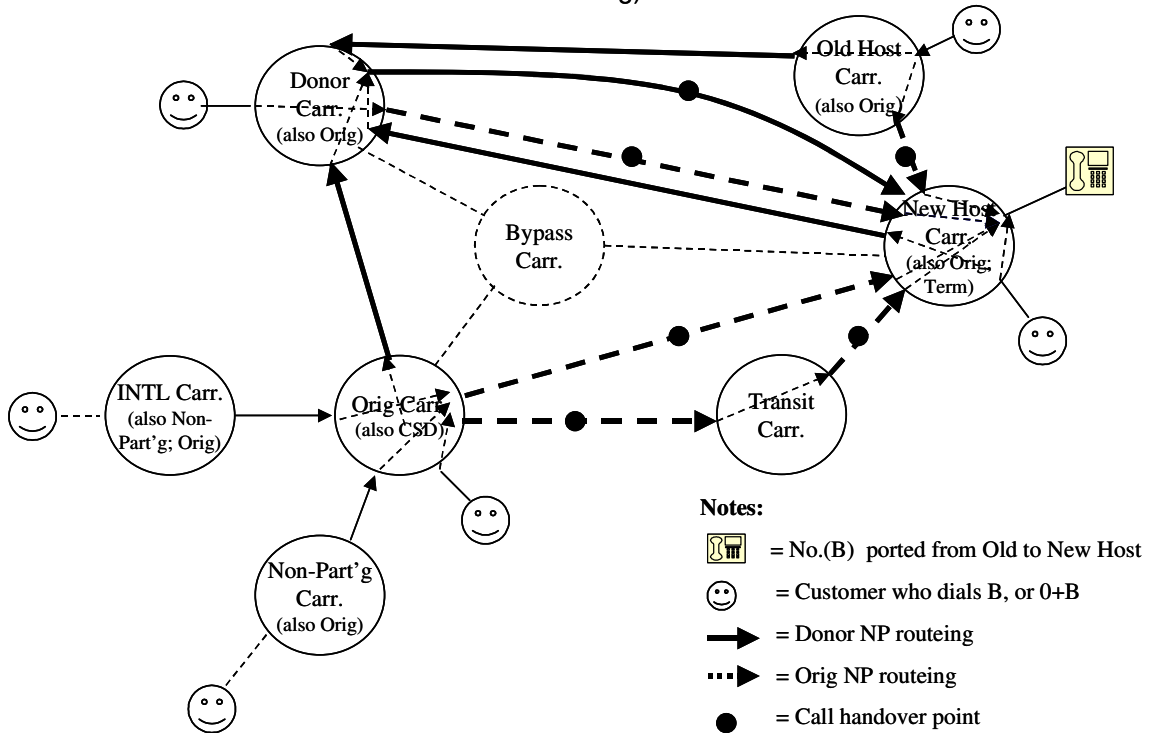 Old Host
Carr.
(also Orig)
Donor
Carr.
(also Orig)
New Host
Carr.
(also Orig;
Term)
Bypass
Carr.
INTL Carr.
(also Non-
Part'g; Orig)
Orig Carr.
(also CSD)
Transit
Carr.
Non-Part'g
Carr.
(also Orig)
Notes:
= No.(B) ported from Old to New Host
= Customer who dials B, or 0+B
= Donor NP routeing
= Orig NP routeing
= Call handover point